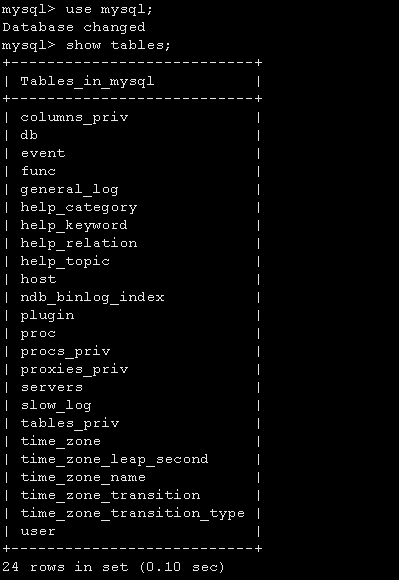 mysql> use mysql;
Database changed
mysql> show tables;
+---------------------------+
| Tables_in_mysql           |
+---------------------------+
| columns_priv              |
| db                        |
| event                     |
| func                      |
| general_log               |
| help_category             |
| help_keyword              |
| help_relation             |
| help_topic                |
| host                      |
| ndb_binlog_index          |
| plugin                    |
| proc                      |
| procs_priv                |
| proxies_priv              |
| servers                   |
| slow_log                  |
| tables_priv               |
| time_zone                 |
| time_zone_leap_second     |
| time_zone_name            |
| time_zone_transition      |
| time_zone_transition_type |
| user                      |
+---------------------------+
24 rows in set (0.10 sec)